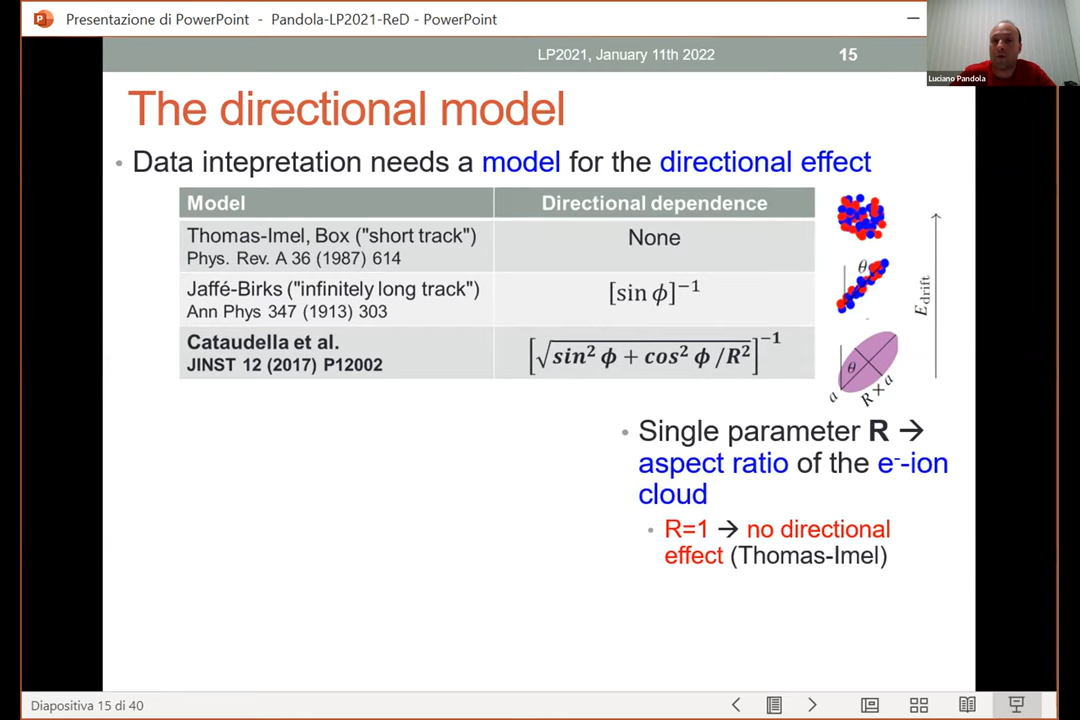 Presentazione di PowerPoint - Pandola-LP2021-ReD - PowerPoint
Luciano Pandola
LP2021, January 11th 2022 15
The directional model
• Data intepretation needs a model for the directional effect
Model Directional dependence
Thomas-Imel, Box ("short track")
Phys. Rev. A 36 (1987) 614
None
Jaffé-Birks ("infinitely long track")
Ann Phys 347 (1913) 303
[sin ϕ]⁻¹
Cataudella et al.
JINST 12 (2017) P12002
[√sin² ϕ + cos² ϕ /R²]⁻¹
θ
θ
a
R × a
E_drift
• Single parameter R →
aspect ratio of the e⁻-ion
cloud
• R=1 → no directional
effect (Thomas-Imel)
Diapositiva 15 di 40